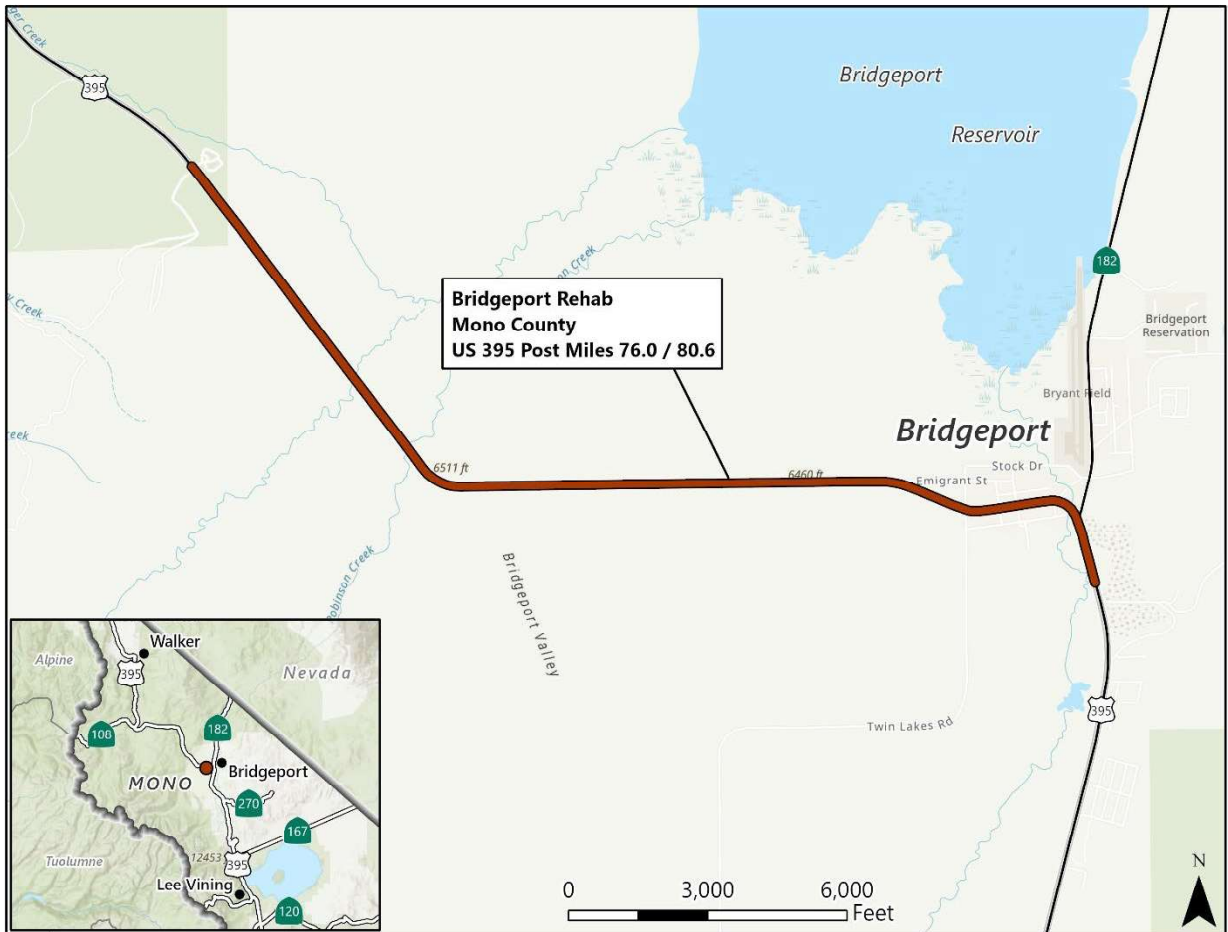 395
Bridgeport
Reservoir
182
Bridgeport
Reservation
Bryant Field
Bridgeport
Bridgeport Rehab
Mono County
US 395 Post Miles 76.0 / 80.6
Creek
Creek
6511 ft
6460 ft
Stock Dr
Emigrant St
Robinson Creek
Bridgeport Valley
Twin Lakes Rd
395
Walker
Alpine
395
Nevada
108
182
Bridgeport
MONO
270
167
12453
395
Tuolumne
Lee Vining
120
0 3,000 6,000
Feet
N